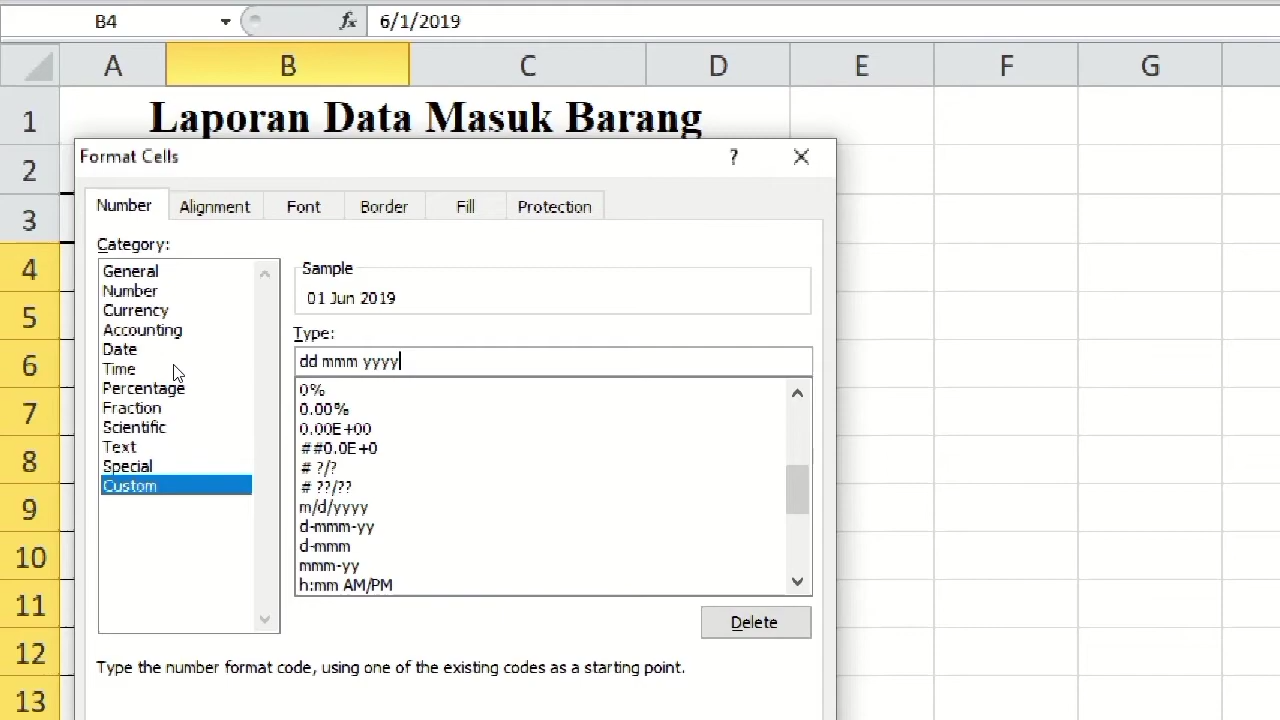 B4 fx 6/1/2019
A B C D E F G
1 Laporan Data Masuk Barang
Format Cells ?
2
Number Alignment Font Border Fill Protection
3
Category:
4
General
Number
Currency
Accounting
Date
Time
Percentage
Fraction
Scientific
Text
Special
Custom
Sample
01 Jun 2019
Type:
dd mmm yyyy
0%
0.00%
0.00E+00
##0.0E+0
# ?/?
# ??/??
m/d/yyyy
d-mmm-yy
d-mmm
mmm-yy
h:mm AM/PM
Delete
Type the number format code, using one of the existing codes as a starting point.
5
6
7
8
9
10
11
12
13